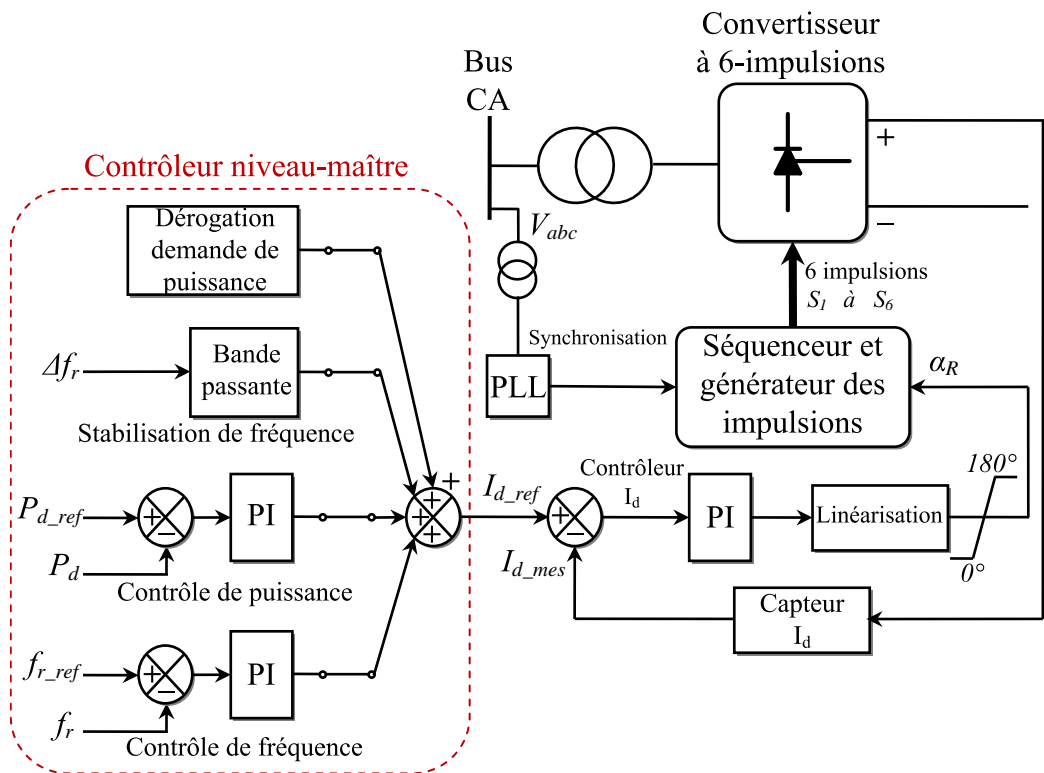 Convertisseur
à 6-impulsions
Bus
CA
+
−
Contrôleur niveau-maître
Dérogation
demande de
puissance
V_abc
6 impulsions
S_1 à S_6
Synchronisation
PLL
Séquenceur et
générateur des
impulsions
α_R
Δf_r
Bande
passante
Stabilisation de fréquence
P_d_ref
+
−
PI
P_d
Contrôle de puissance
+
+
+
+
I_d_ref
+
−
I_d_mes
Contrôleur
I_d
PI
Linéarisation
180°
0°
Capteur
I_d
f_r_ref
+
−
PI
f_r
Contrôle de fréquence